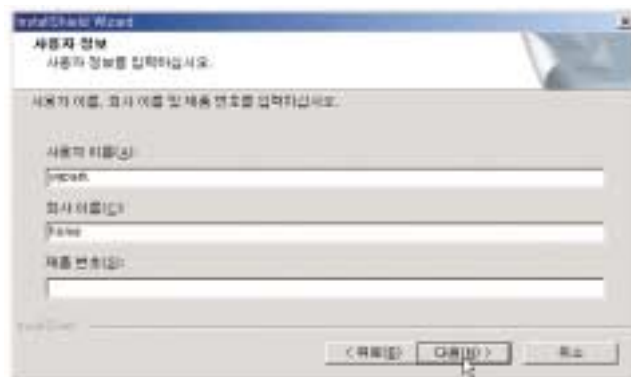 InstallShield Wizard
사용자 정보
사용자 정보를 입력하십시오.
사용자 이름, 회사 이름 및 제품 번호를 입력하십시오.
사용자 이름(A):
회사 이름(C):
home
제품 번호(S):
InstallShield
< 뒤로(B) 다음(N) > 취소